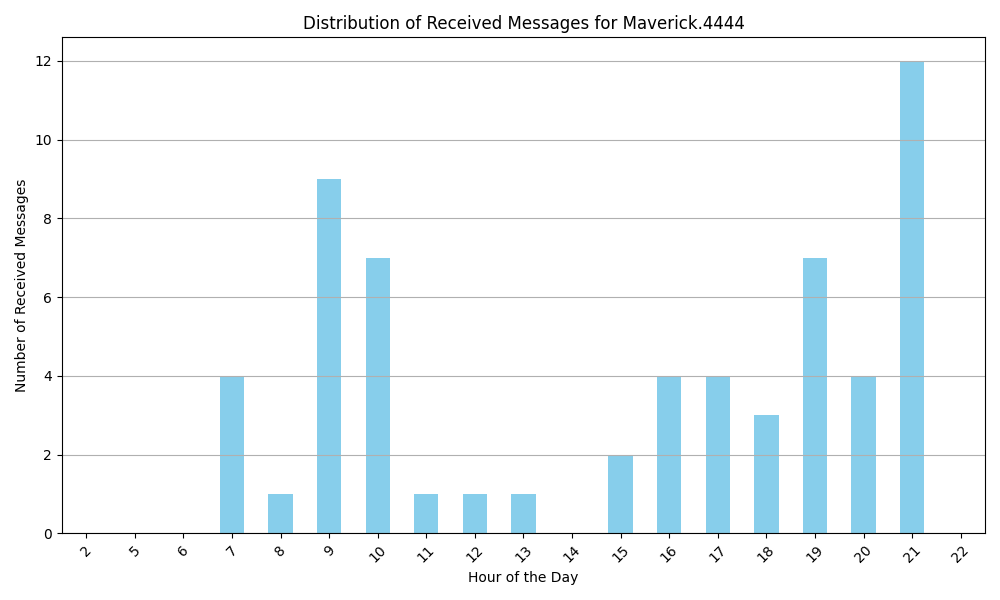 Distribution of Received Messages for Maverick.4444
Number of Received Messages
12
10
8
6
4
2
0
2 5 6 7 8 9 10 11 12 13 14 15 16 17 18 19 20 21 22
Hour of the Day